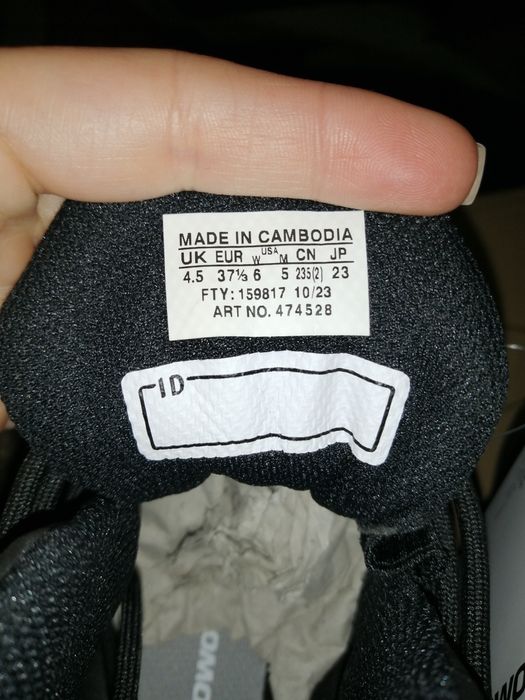 MADE IN CAMBODIA
UK EUR W USA M CN JP
4.5 37⅓ 6 5 235(2) 23
FTY: 159817 10/23
ART NO. 474528
ID